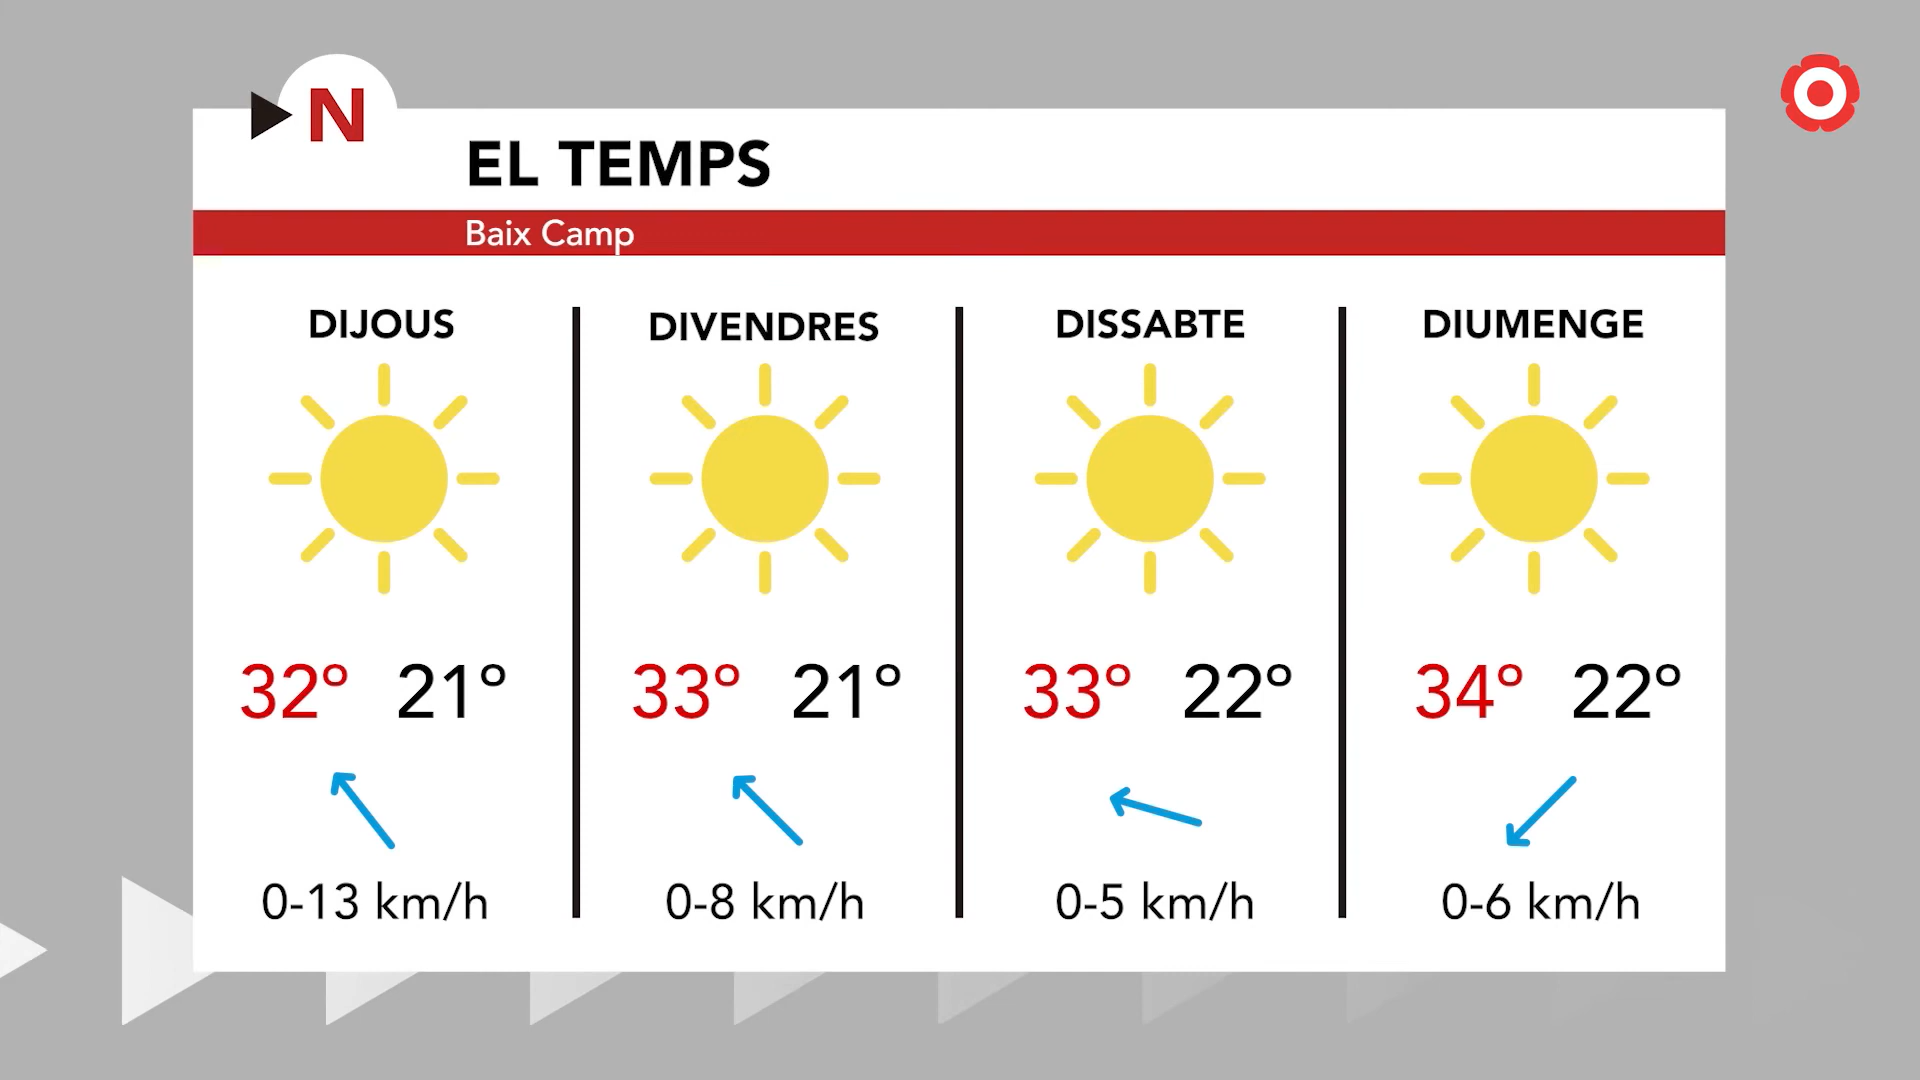 N
EL TEMPS
Baix Camp
DIJOUS
32° 21°
0-13 km/h
DIVENDRES
33° 21°
0-8 km/h
DISSABTE
33° 22°
0-5 km/h
DIUMENGE
34° 22°
0-6 km/h